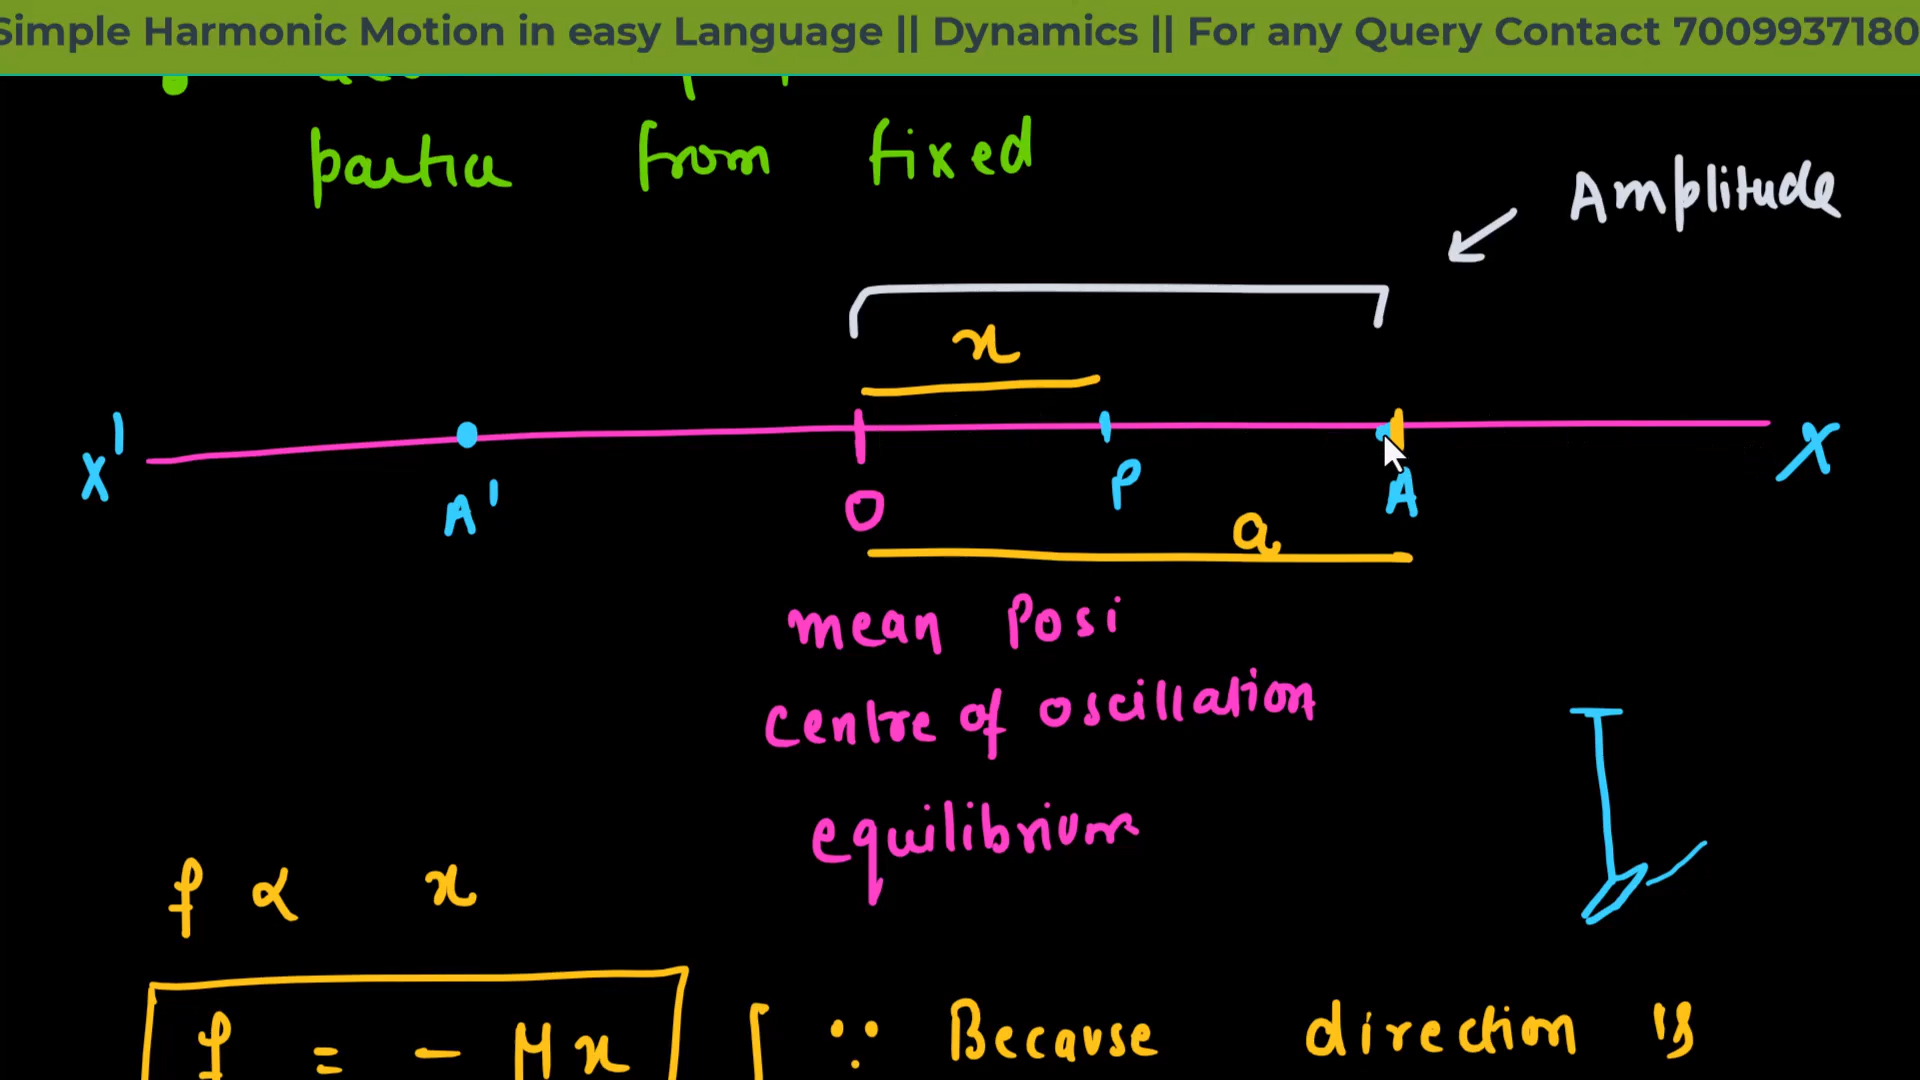 Simple Harmonic Motion in easy Language || Dynamics || For any Query Contact 7009937180
partic from fixed
Amplitude
x
X' A' O P A X
a
mean Posi
centre of oscillation
equilibrium
f ∝ x
f = - μx [ ∵ Because direction is